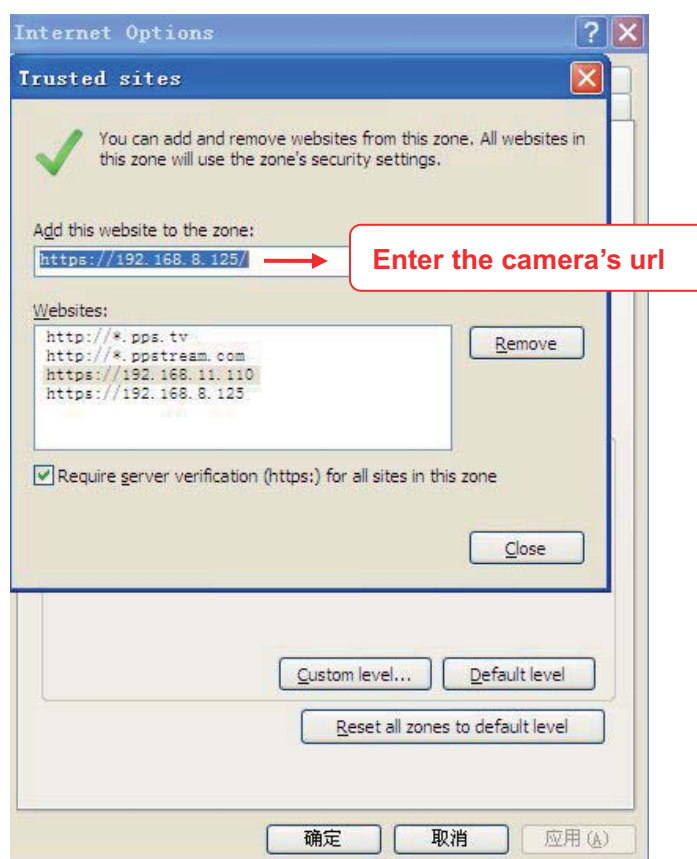 Internet Options
Trusted sites
You can add and remove websites from this zone. All websites in
this zone will use the zone's security settings.
Add this website to the zone:
https://192.168.8.125/
Enter the camera's url
Websites:
http://*.pps.tv
http://*.ppstream.com
https://192.168.11.110
https://192.168.8.125
Remove
Require server verification (https:) for all sites in this zone
Close
Custom level...
Default level
Reset all zones to default level
确定
取消
应用(A)